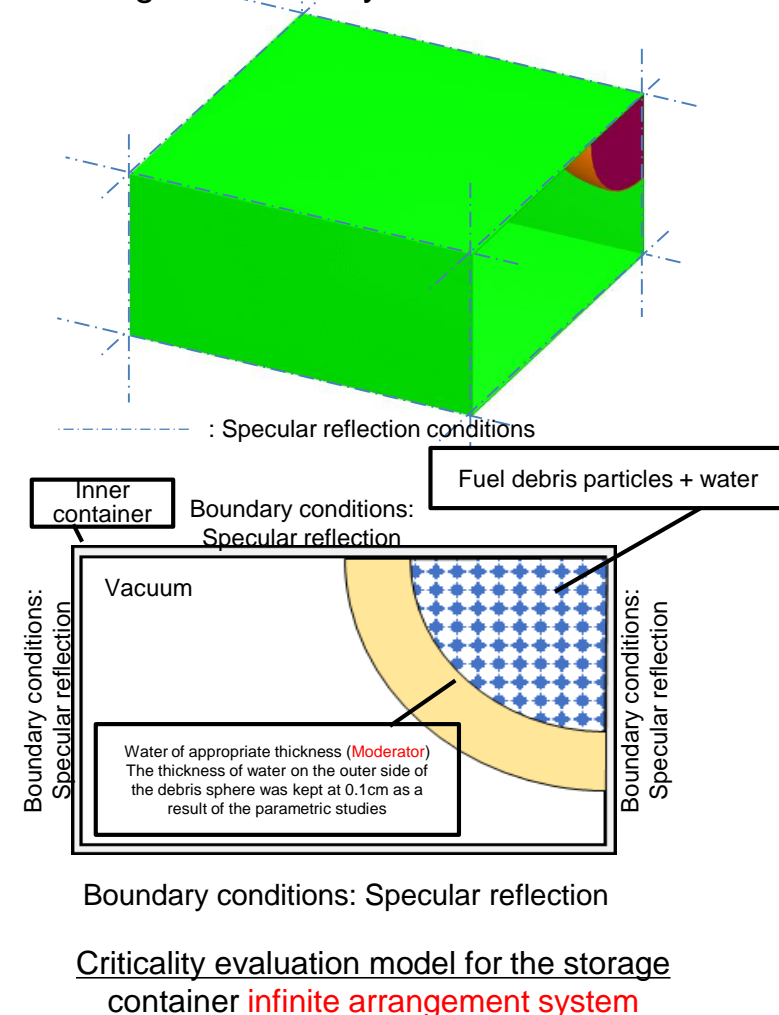 : Specular reflection conditions
Fuel debris particles + water
Inner
container
Boundary conditions:
Specular reflection
Vacuum
Boundary conditions:
Specular reflection
Boundary conditions:
Specular reflection
Water of appropriate thickness (Moderator)
The thickness of water on the outer side of
the debris sphere was kept at 0.1cm as a
result of the parametric studies
Boundary conditions: Specular reflection
Criticality evaluation model for the storage
container infinite arrangement system